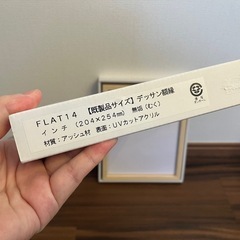 FLAT14 【既製品サイズ】デッサン額縁
インチ (204×254㎜) 無垢(むく)
材質:アッシュ材 表面:UVカットアクリル